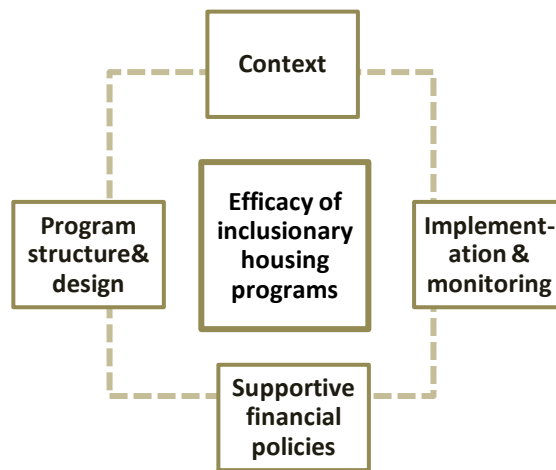 Context
Program
structure&
design
Efficacy of
inclusionary
housing
programs
Implement-
ation &
monitoring
Supportive
financial
policies